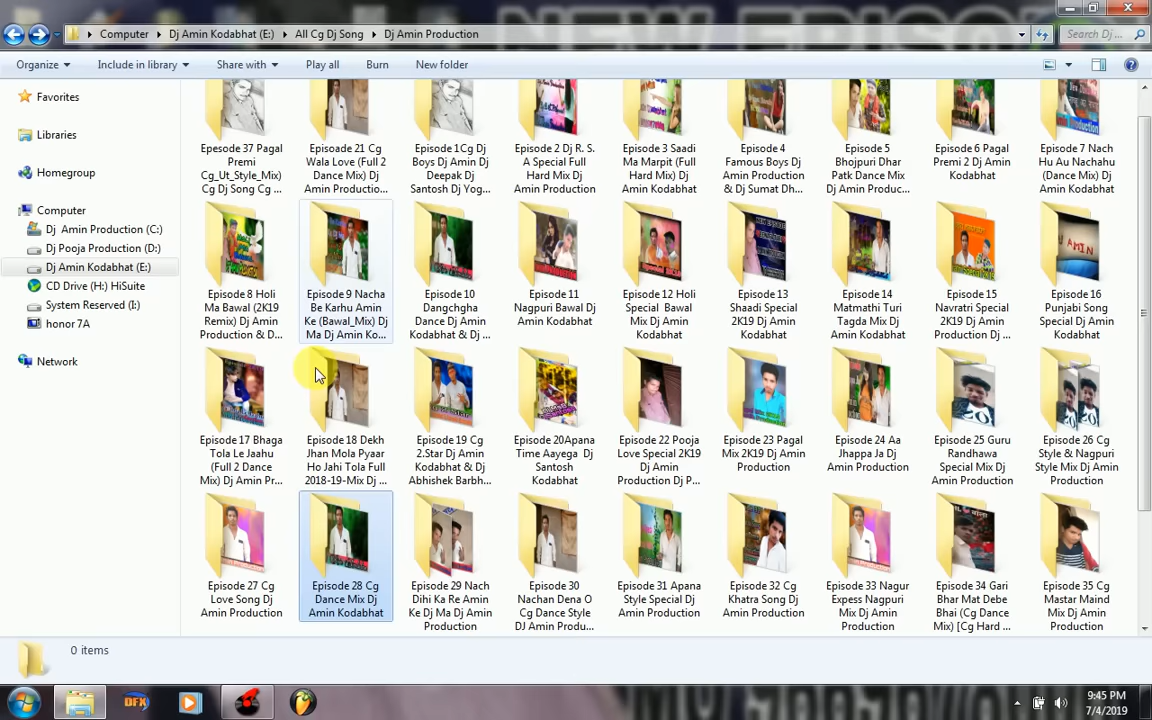 Computer Dj Amin Kodabhat (E:) All Cg Dj Song Dj Amin Production
Search Dj ...
Organize Include in library Share with Play all Burn New folder
Favorites
Libraries
Homegroup
Computer
Dj Amin Production (C:)
Dj Pooja Production (D:)
Dj Amin Kodabhat (E:)
CD Drive (H:) HiSuite
System Reserved (I:)
honor 7A
Network
Epesode 37 Pagal
Premi
Cg_Ut_Style_Mix)
Cg Dj Song Cg ...
Episode 21 Cg
Wala Love (Full 2
Dance Mix) Dj
Amin Productio...
Episode 1Cg Dj
Boys Dj Amin Dj
Deepak Dj
Santosh Dj Yog...
Episode 2 Dj R. S.
A Special Full
Hard Mix Dj
Amin Production
Episode 3 Saadi
Ma Marpit (Full
Hard Mix) Dj
Amin Kodabhat
Episode 4
Famous Boys Dj
Amin Production
& Dj Sumat Dh...
Episode 5
Bhojpuri Dhar
Patk Dance Mix
Dj Amin Produc...
Episode 6 Pagal
Premi 2 Dj Amin
Kodabhat
Episode 7 Nach
Hu Au Nachahu
(Dance Mix) Dj
Amin Kodabhat
Episode 8 Holi
Ma Bawal (2K19
Remix) Dj Amin
Production & D...
Episode 9 Nacha
Be Karhu Amin
Ke (Bawal_Mix) Dj
Ma Dj Amin Ko...
Episode 10
Dangchgha
Dance Dj Amin
Kodabhat & Dj ...
Episode 11
Nagpuri Bawal Dj
Amin Kodabhat
Episode 12 Holi
Special Bawal
Mix Dj Amin
Kodabhat
Episode 13
Shaadi Special
2K19 Dj Amin
Kodabhat
Episode 14
Matmathi Turi
Tagda Mix Dj
Amin Kodabhat
Episode 15
Navratri Special
2K19 Dj Amin
Production Dj ...
Episode 16
Punjabi Song
Special Dj Amin
Kodabhat
Episode 17 Bhaga
Tola Le Jaahu
(Full 2 Dance
Mix) Dj Amin Pr...
Episode 18 Dekh
Jhan Mola Pyaar
Ho Jahi Tola Full
2018-19-Mix Dj ...
Episode 19 Cg
2.Star Dj Amin
Kodabhat & Dj
Abhishek Barbh...
Episode 20Apana
Time Aayega Dj
Santosh
Kodabhat
Episode 22 Pooja
Love Special 2K19
Dj Amin
Production Dj P...
Episode 23 Pagal
Mix 2K19 Dj Amin
Production
Episode 24 Aa
Jhappa Ja Dj
Amin Production
Episode 25 Guru
Randhawa
Special Mix Dj
Amin Production
Episode 26 Cg
Style & Nagpuri
Style Mix Dj Amin
Production
Episode 27 Cg
Love Song Dj
Amin Production
Episode 28 Cg
Dance Mix Dj
Amin Kodabhat
Episode 29 Nach
Dihi Ka Re Amin
Ke Dj Ma Dj Amin
Production
Episode 30
Nachan Dena O
Cg Dance Style
DJ Amin Produ...
Episode 31 Apana
Style Special Dj
Amin Production
Episode 32 Cg
Khatra Song Dj
Amin Production
Episode 33 Nagur
Expess Nagpuri
Mix Dj Amin
Production
Episode 34 Gari
Bhar Mat Debe
Bhai (Cg Dance
Mix) [Cg Hard ...
Episode 35 Cg
Mastar Maind
Mix Dj Amin
Production
0 items
DFX
9:45 PM
7/4/2019